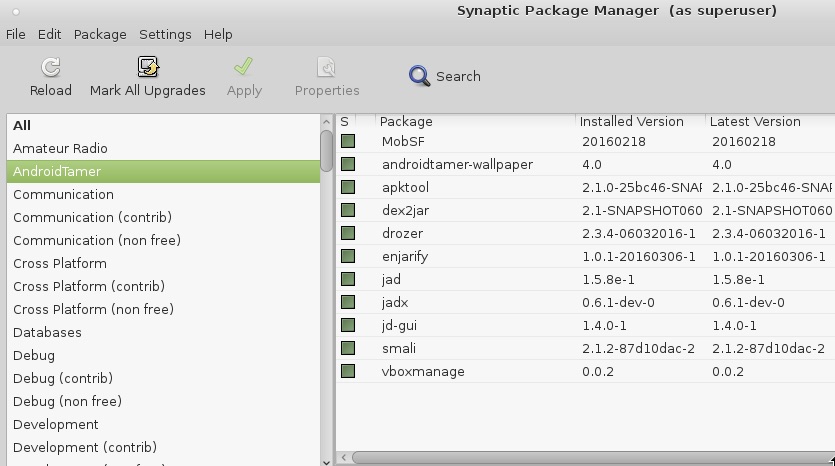 Synaptic Package Manager (as superuser)
File Edit Package Settings Help
Reload Mark All Upgrades Apply Properties Search
All
Amateur Radio
AndroidTamer
Communication
Communication (contrib)
Communication (non free)
Cross Platform
Cross Platform (contrib)
Cross Platform (non free)
Databases
Debug
Debug (contrib)
Debug (non free)
Development
Development (contrib)
S Package Installed Version Latest Version
MobSF 20160218 20160218
androidtamer-wallpaper 4.0 4.0
apktool 2.1.0-25bc46-SNAP 2.1.0-25bc46-SNAP
dex2jar 2.1-SNAPSHOT060 2.1-SNAPSHOT060
drozer 2.3.4-06032016-1 2.3.4-06032016-1
enjarify 1.0.1-20160306-1 1.0.1-20160306-1
jad 1.5.8e-1 1.5.8e-1
jadx 0.6.1-dev-0 0.6.1-dev-0
jd-gui 1.4.0-1 1.4.0-1
smali 2.1.2-87d10dac-2 2.1.2-87d10dac-2
vboxmanage 0.0.2 0.0.2